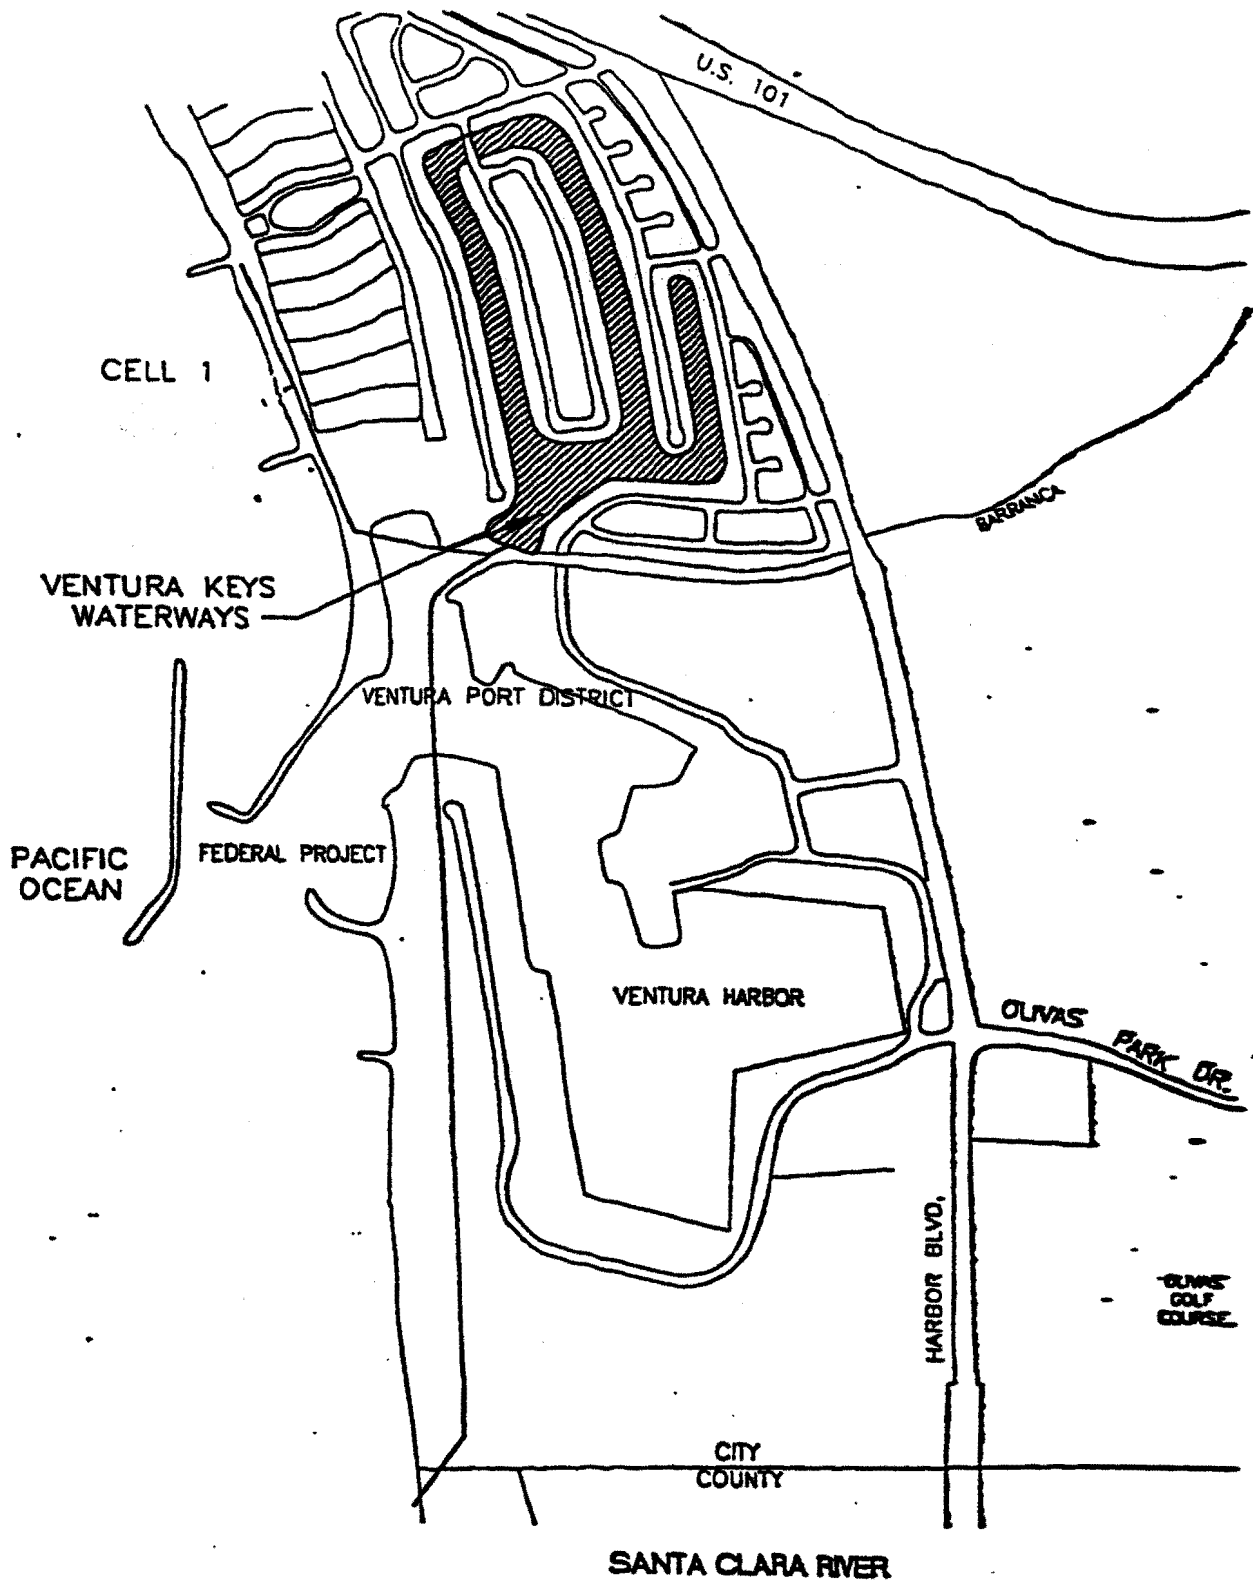 U.S. 101
CELL 1
BARRANCA
VENTURA KEYS
WATERWAYS
VENTURA PORT DISTRICT
PACIFIC
OCEAN
FEDERAL PROJECT
VENTURA HARBOR
OLIVAS PARK DR.
HARBOR BLVD.
OLIVAS
GOLF
COURSE
CITY
COUNTY
SANTA CLARA RIVER